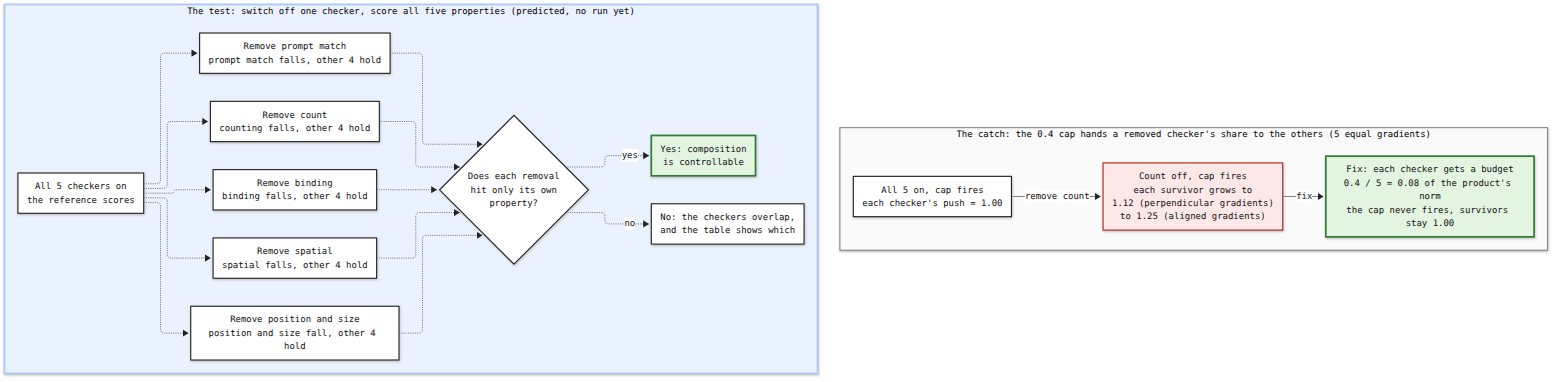 The test: switch off one checker, score all five properties (predicted, no run yet)
All 5 checkers on
the reference scores
Remove prompt match
prompt match falls, other 4 hold
Remove count
counting falls, other 4 hold
Remove binding
binding falls, other 4 hold
Remove spatial
spatial falls, other 4 hold
Remove position and size
position and size fall, other 4
hold
Does each removal
hit only its own
property?
yes
Yes: composition
is controllable
no
No: the checkers overlap,
and the table shows which
The catch: the 0.4 cap hands a removed checker's share to the others (5 equal gradients)
All 5 on, cap fires
each checker's push = 1.00
remove count
Count off, cap fires
each survivor grows to
1.12 (perpendicular gradients)
to 1.25 (aligned gradients)
fix
Fix: each checker gets a budget
0.4 / 5 = 0.08 of the product's
norm
the cap never fires, survivors
stay 1.00